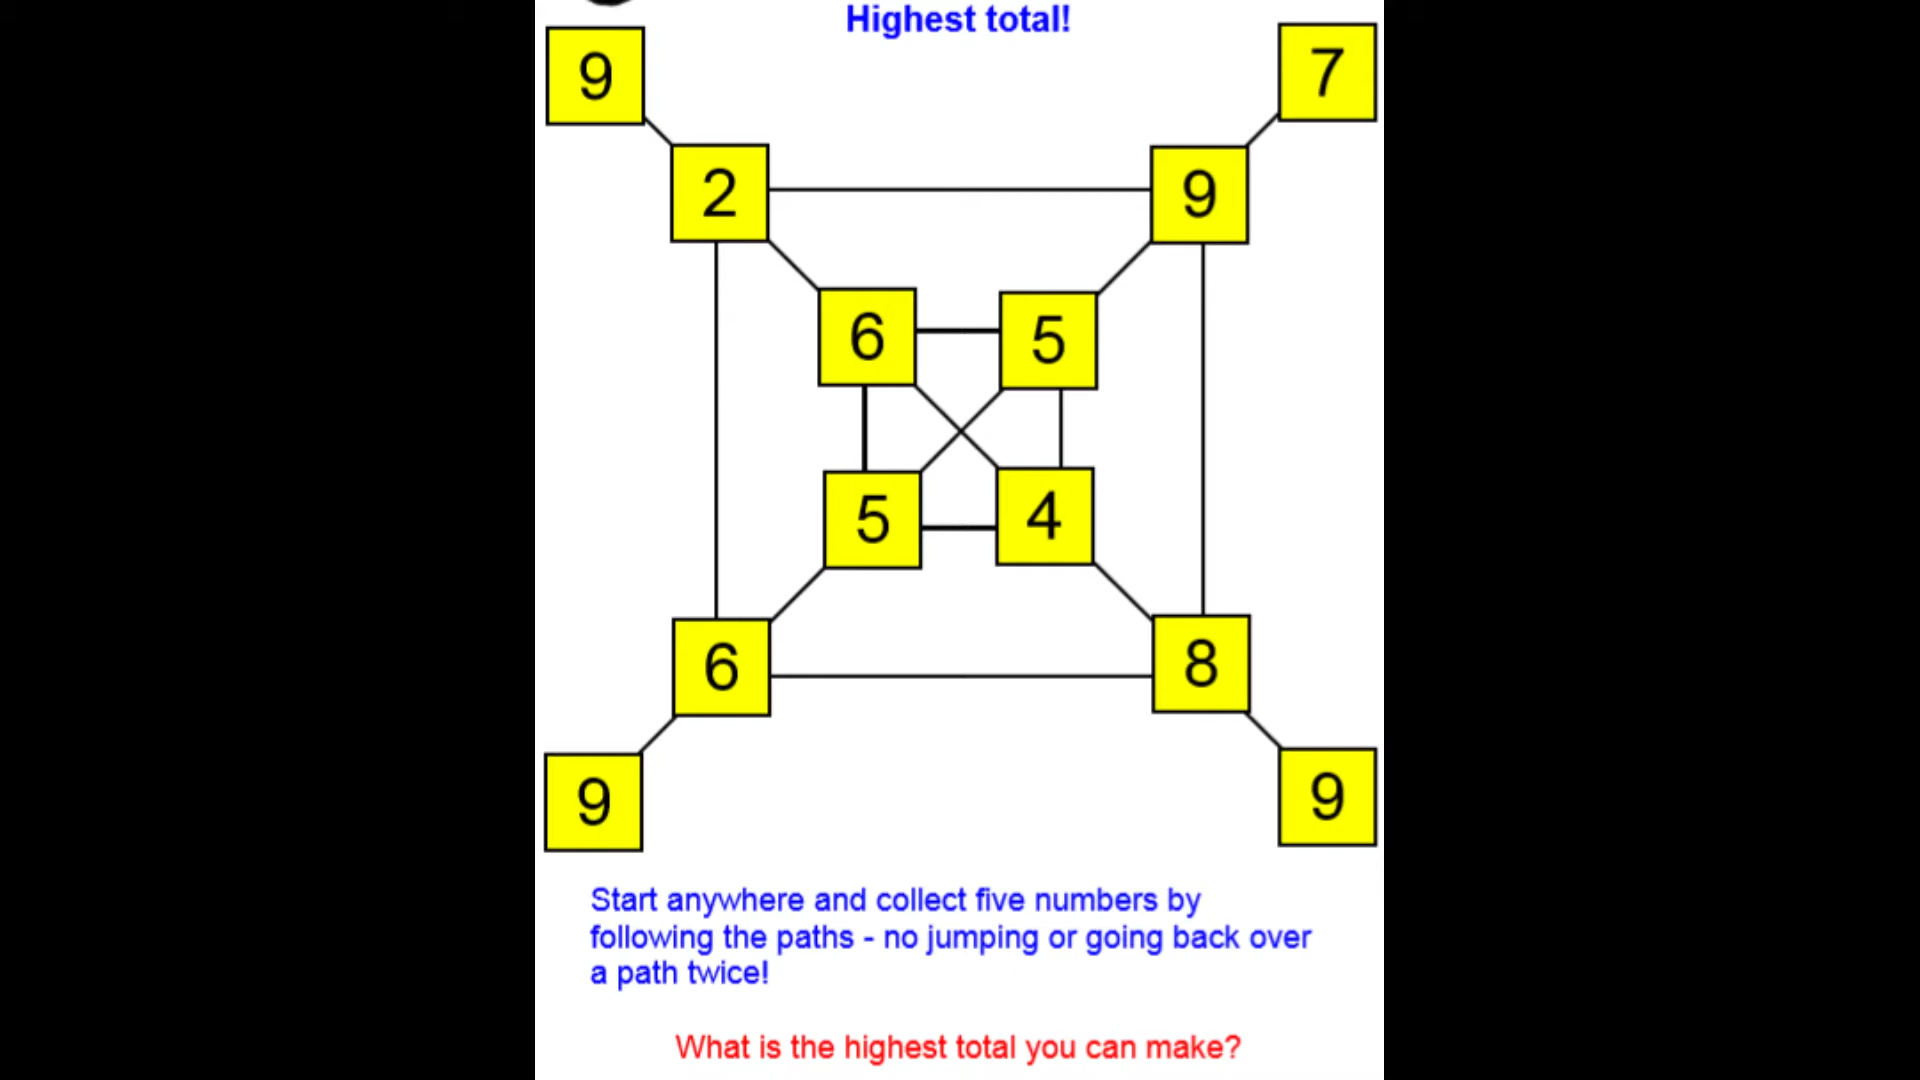 Highest total!
9 7
2 9
6 5
5 4
6 8
9 9
Start anywhere and collect five numbers by
following the paths - no jumping or going back over
a path twice!
What is the highest total you can make?